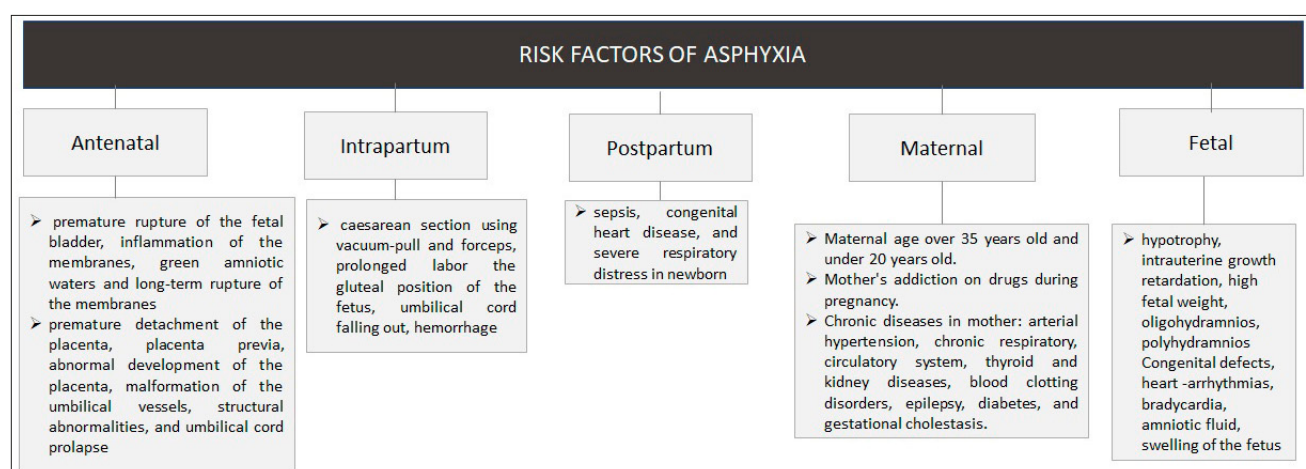 RISK FACTORS OF ASPHYXIA
Antenatal
➢ premature rupture of the fetal
bladder, inflammation of the
membranes, green amniotic
waters and long-term rupture of
the membranes
➢ premature detachment of the
placenta, placenta previa,
abnormal development of the
placenta, malformation of the
umbilical vessels, structural
abnormalities, and umbilical cord
prolapse
Intrapartum
➢ caesarean section using
vacuum-pull and forceps,
prolonged labor the
gluteal position of the
fetus, umbilical cord
falling out, hemorrhage
Postpartum
➢ sepsis, congenital
heart disease, and
severe respiratory
distress in newborn
Maternal
➢ Maternal age over 35 years old and
under 20 years old.
➢ Mother's addiction on drugs during
pregnancy.
➢ Chronic diseases in mother: arterial
hypertension, chronic respiratory,
circulatory system, thyroid and
kidney diseases, blood clotting
disorders, epilepsy, diabetes, and
gestational cholestasis.
Fetal
➢ hypotrophy,
intrauterine growth
retardation, high
fetal weight,
oligohydramnios,
polyhydramnios
Congenital defects,
heart -arrhythmias,
bradycardia,
amniotic fluid,
swelling of the fetus